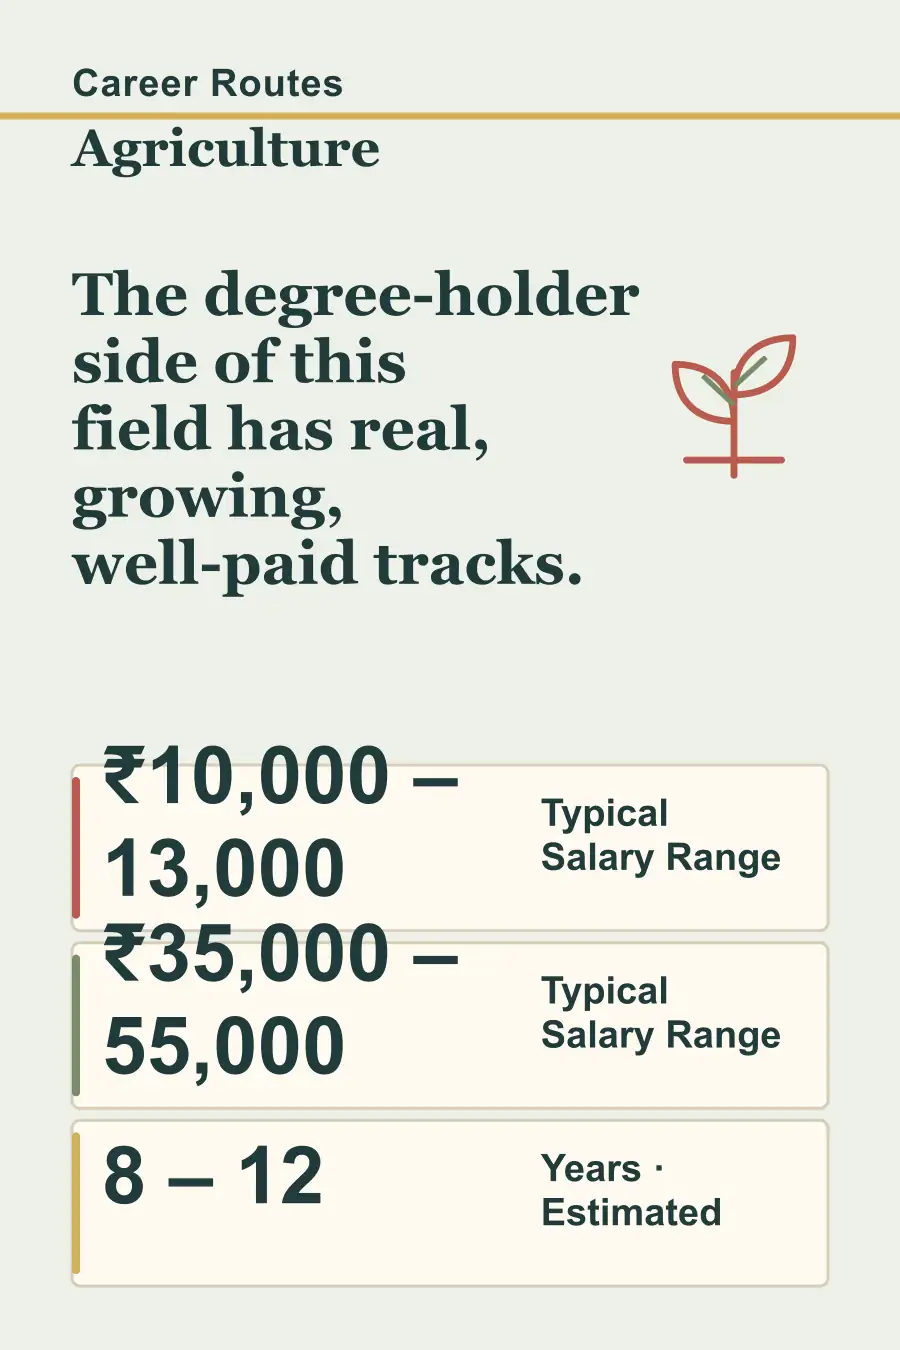 Career Routes
Agriculture
The degree-holder
side of this
field has real,
growing,
well-paid tracks.
₹10,000 –
13,000
Typical
Salary Range
₹35,000 –
55,000
Typical
Salary Range
8 – 12
Years ·
Estimated